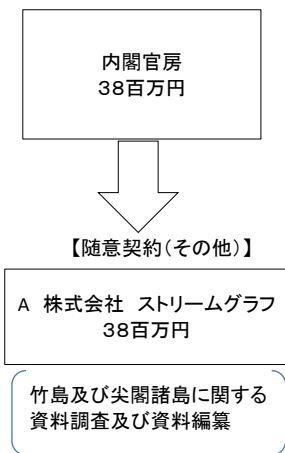 内閣官房
38百万円
【随意契約（その他）】
A　株式会社　ストリームグラフ
38百万円
竹島及び尖閣諸島に関する
資料調査及び資料編纂